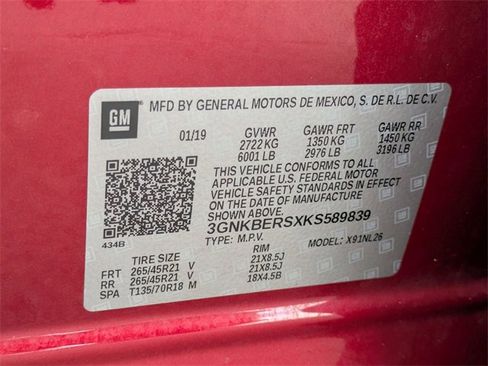 GM MFD BY GENERAL MOTORS DE MEXICO, S. DE R.L. DE C.V.
01/19 GVWR GAWR FRT GAWR RR
2722 KG 1350 KG 1450 KG
6001 LB 2976 LB 3196 LB
THIS VEHICLE CONFORMS TO ALL
APPLICABLE U.S. FEDERAL MOTOR
VEHICLE SAFETY STANDARDS IN EFFECT
ON THE DATE OF MANUFACTURE
SHOWN ABOVE.
3GNKBERSXKS589839
434B
TYPE: M.P.V. MODEL: X91NL26
TIRE SIZE RIM
FRT 265/45R21 V 21X8.5J
RR 265/45R21 V 21X8.5J
SPA T135/70R18 M 18X4.5B